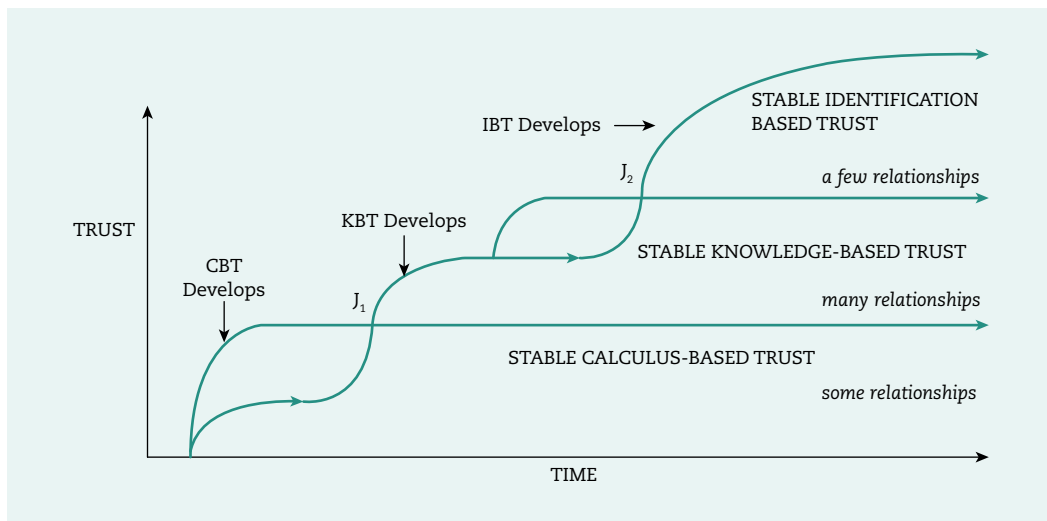 STABLE IDENTIFICATION
BASED TRUST
IBT Develops
J₂
a few relationships
TRUST
KBT Develops
STABLE KNOWLEDGE-BASED TRUST
CBT
Develops
J₁
many relationships
STABLE CALCULUS-BASED TRUST
some relationships
TIME